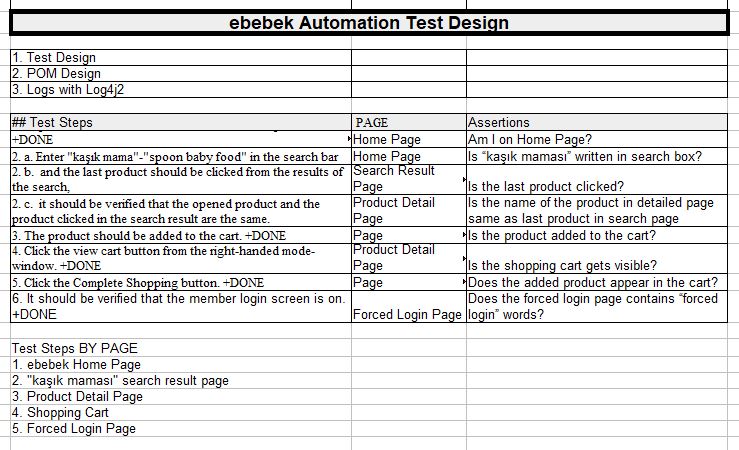 ebebek Automation Test Design
1. Test Design
2. POM Design
3. Logs with Log4j2
## Test Steps PAGE Assertions
+DONE Home Page Am I on Home Page?
2. a. Enter "kaşık mama"-"spoon baby food" in the search bar Home Page Is “kaşık maması” written in search box?
2. b. and the last product should be clicked from the results of Search Result
the search, Page Is the last product clicked?
2. c. it should be verified that the opened product and the Product Detail Is the name of the product in detailed page
product clicked in the search result are the same. Page same as last product in search page
3. The product should be added to the cart. +DONE Page Is the product added to the cart?
4. Click the view cart button from the right-handed mode- Product Detail
window. +DONE Page Is the shopping cart gets visible?
5. Click the Complete Shopping button. +DONE Page Does the added product appear in the cart?
6. It should be verified that the member login screen is on. Does the forced login page contains “forced
+DONE Forced Login Page login” words?
Test Steps BY PAGE
1. ebebek Home Page
2. "kaşık maması" search result page
3. Product Detail Page
4. Shopping Cart
5. Forced Login Page